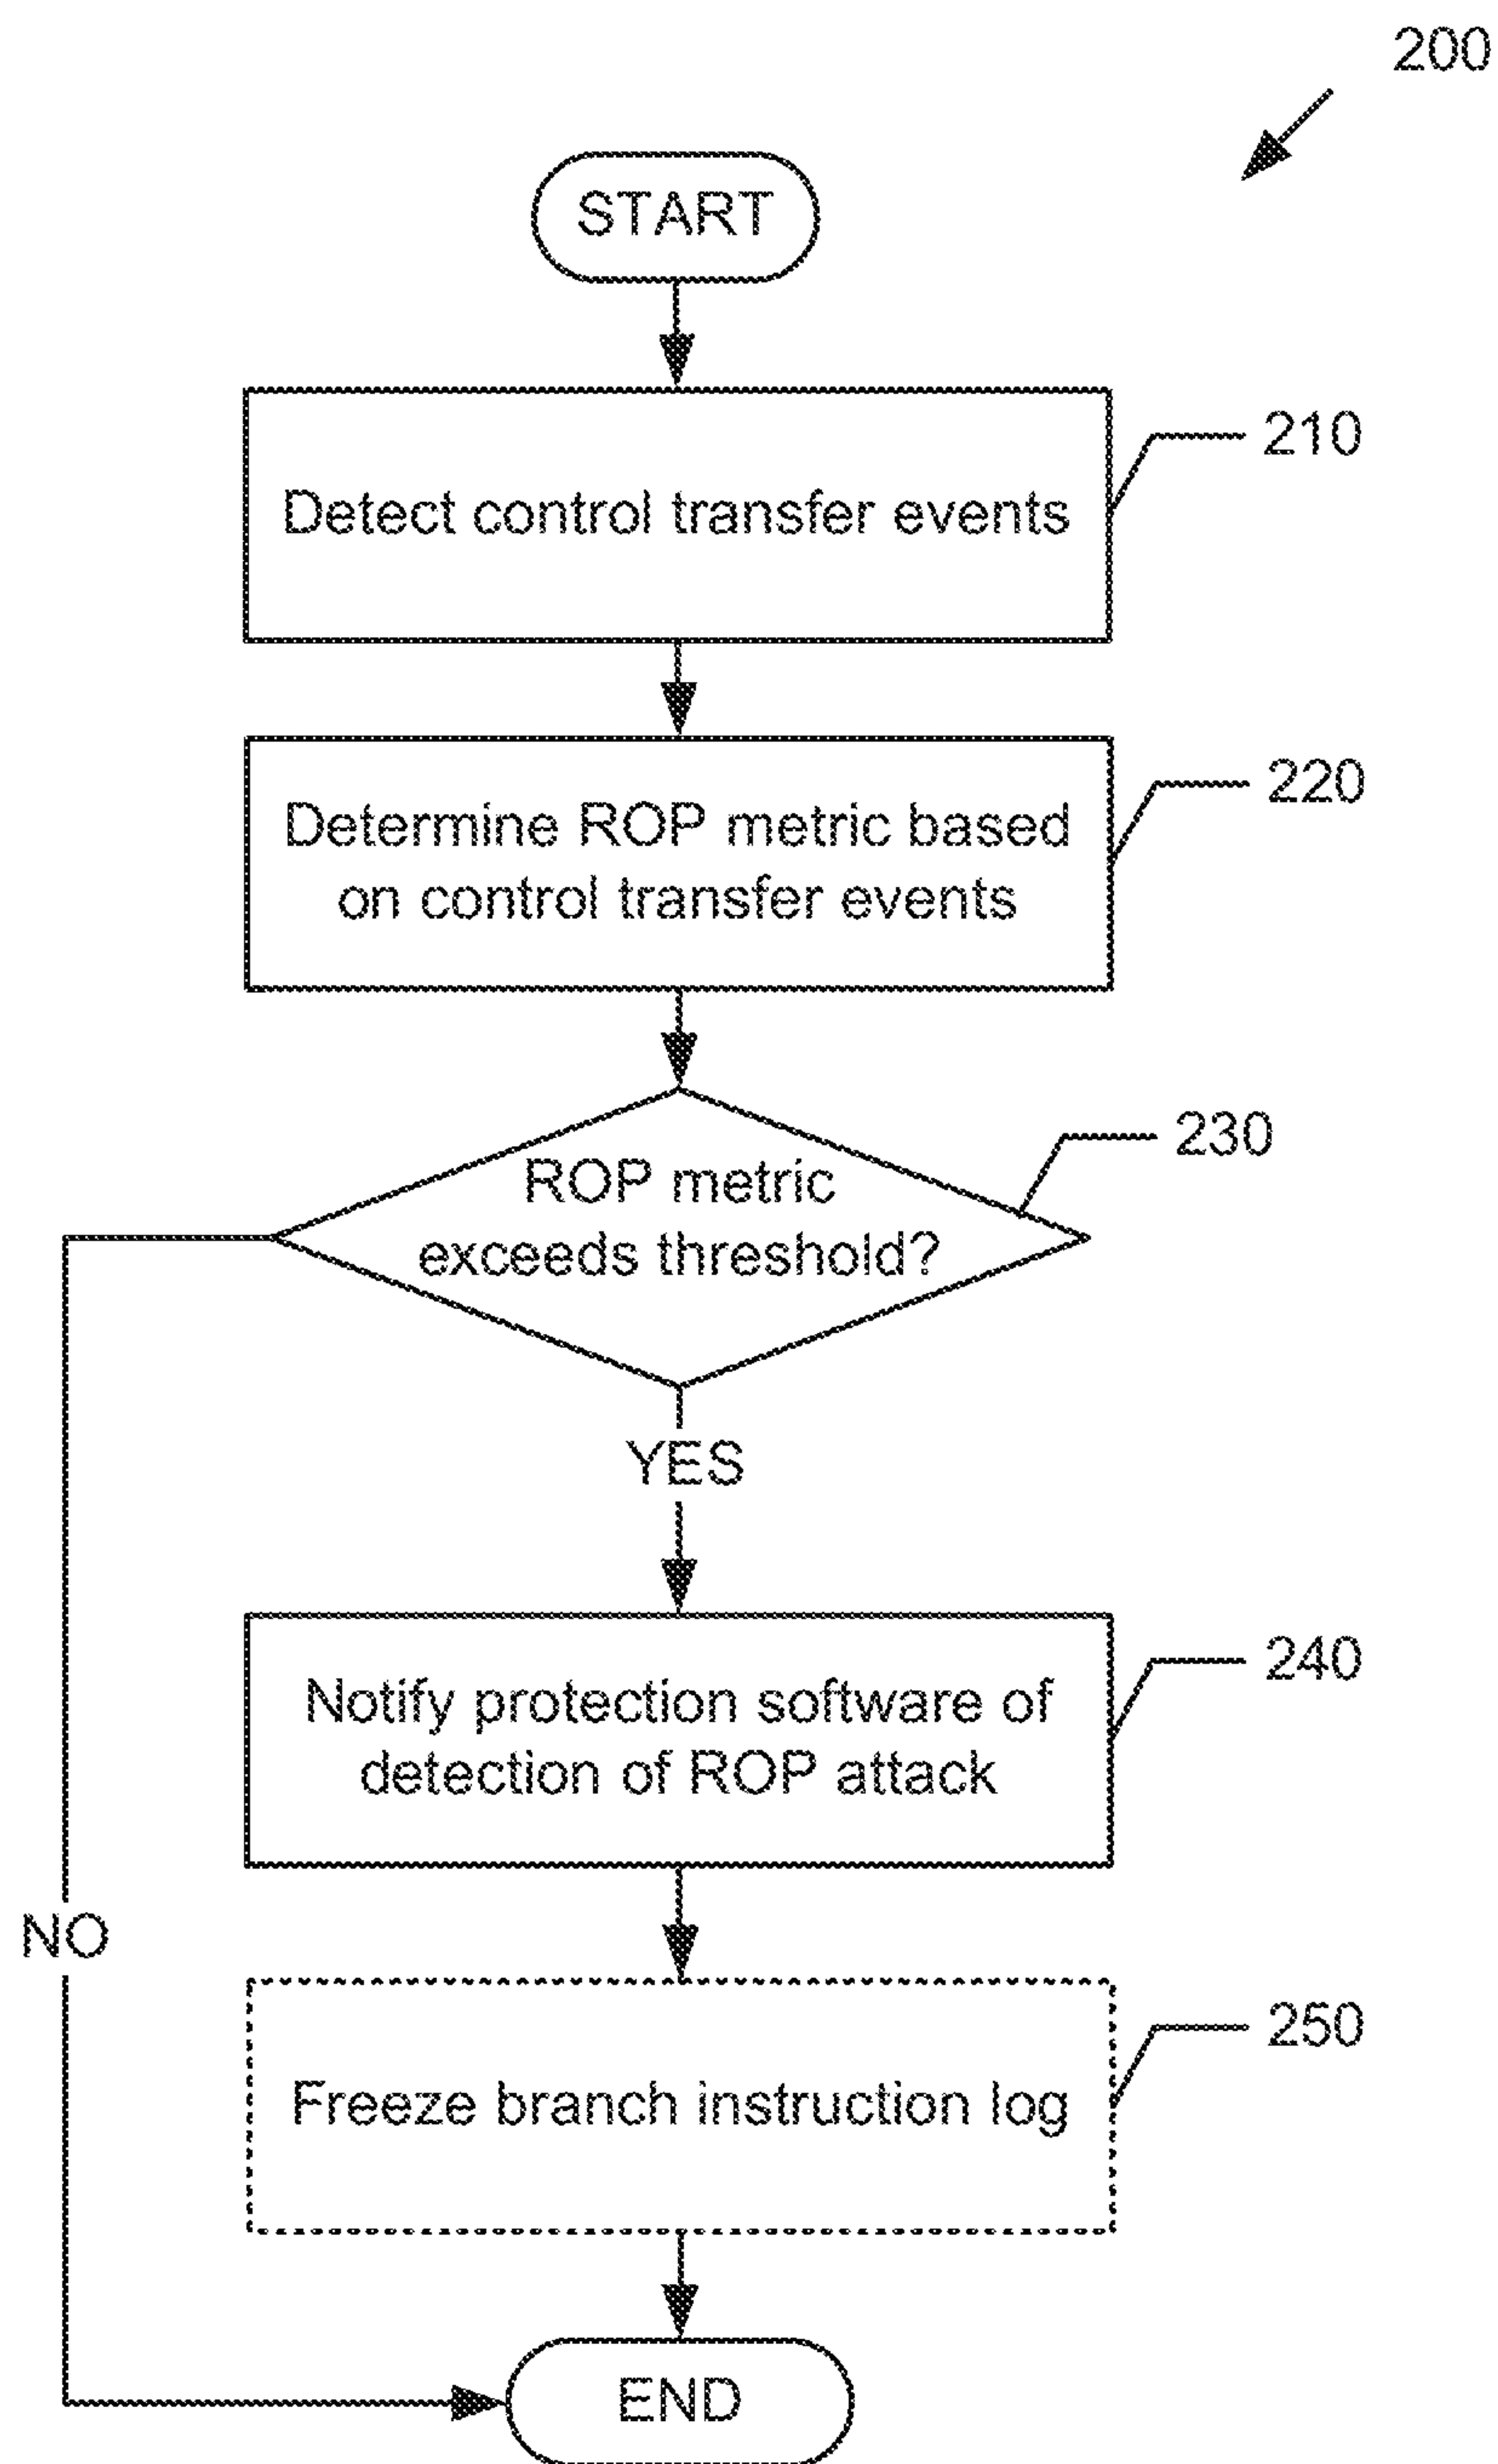 200
START
210
Detect control transfer events
220
Determine ROP metric based
on control transfer events
230
ROP metric
exceeds threshold?
YES
240
Notify protection software of
detection of ROP attack
NO
250
Freeze branch instruction log
END